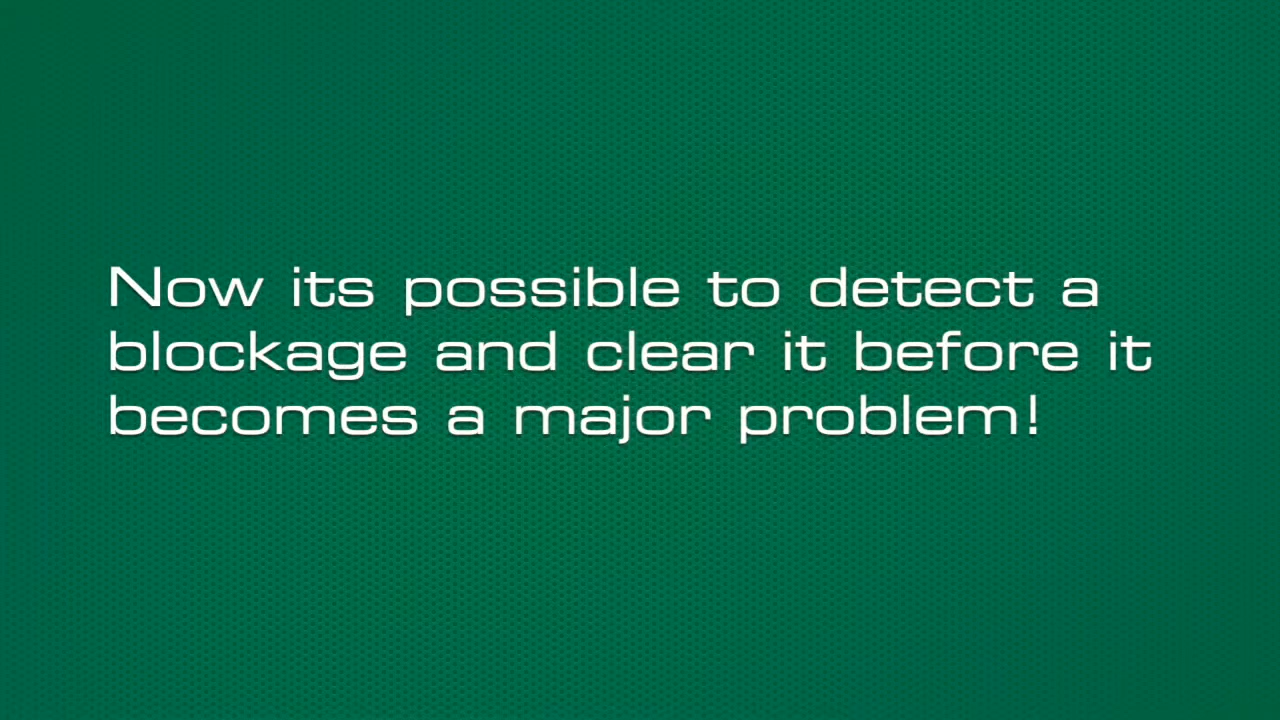 Now its possible to detect a
blockage and clear it before it
becomes a major problem!